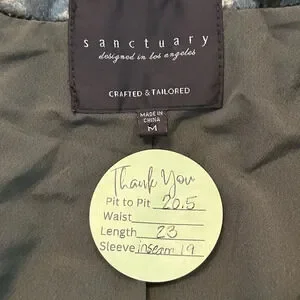 sanctuary
designed in los angeles
CRAFTED & TAILORED
MADE IN
CHINA
M
Thank You
Pit to Pit 20.5
Waist
Length 23
Sleeve inseam 19